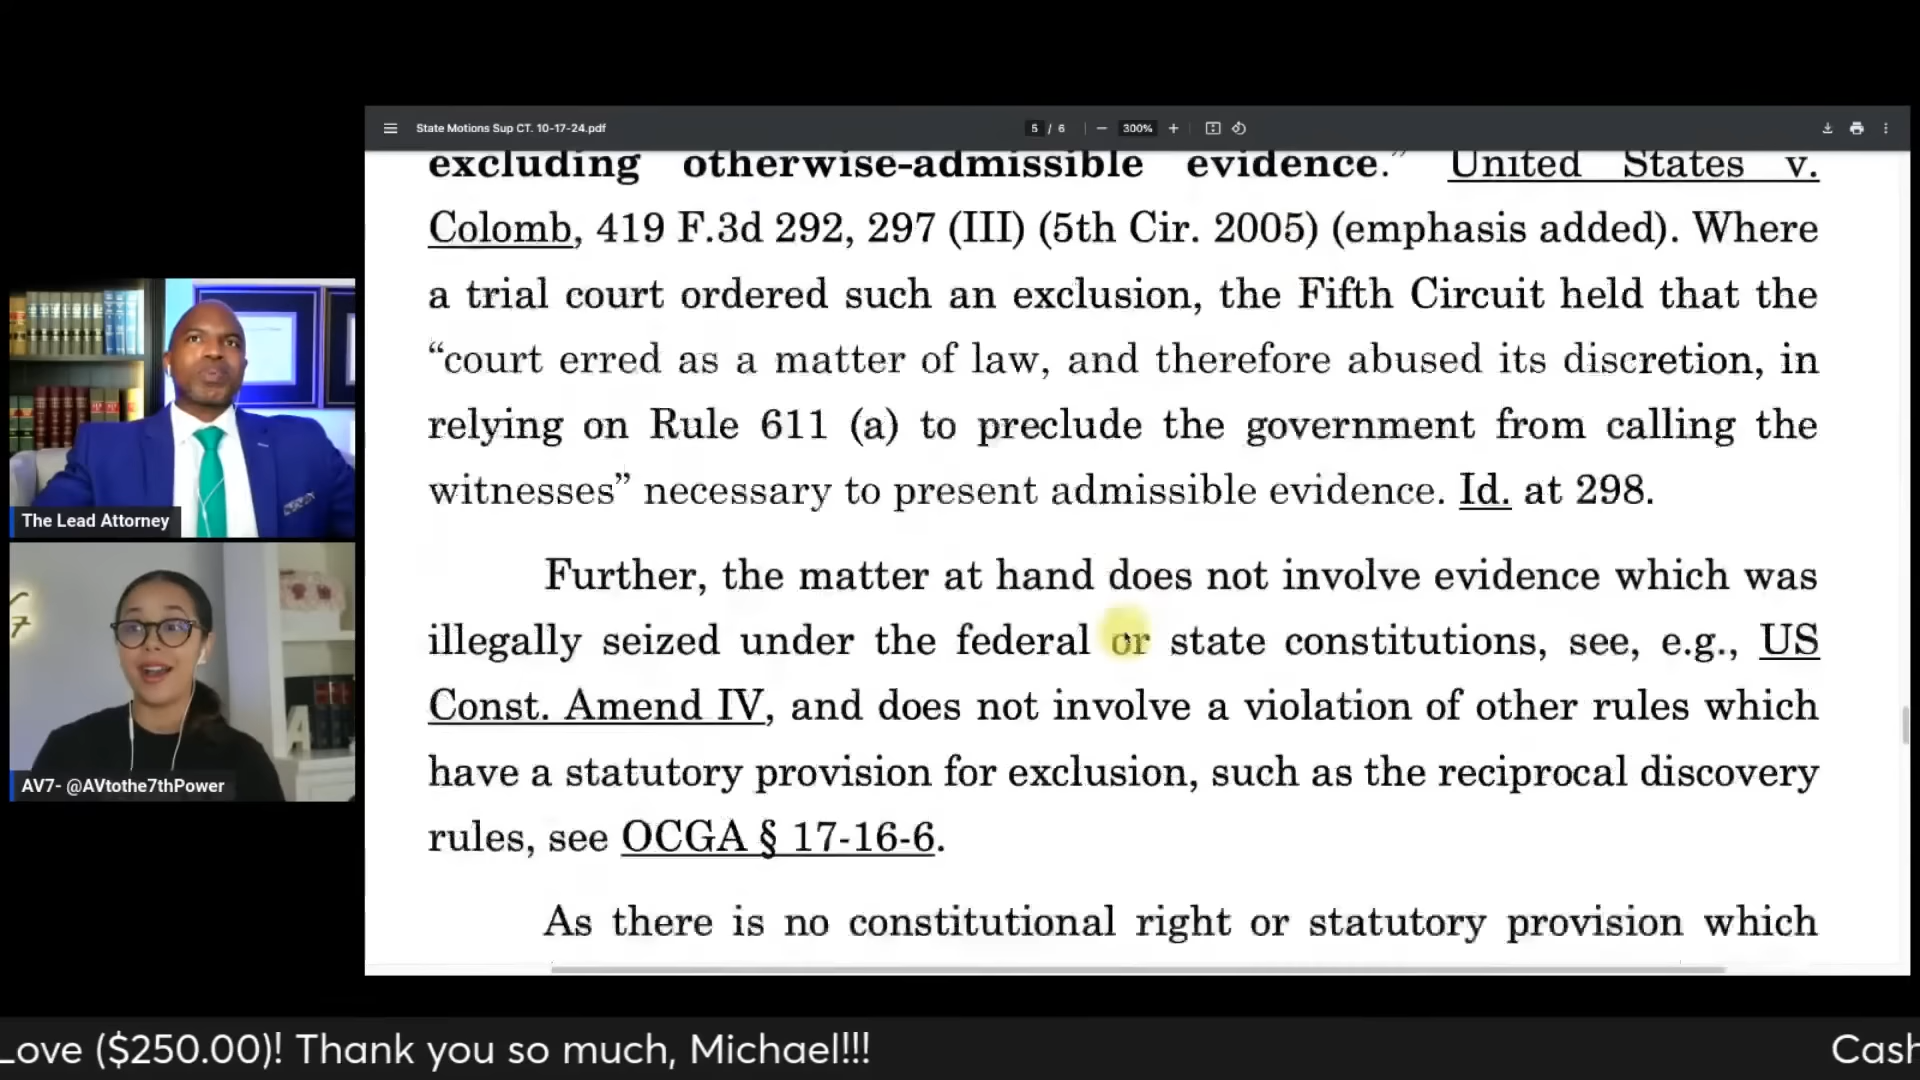 State Motions Sup CT. 10-17-24.pdf
5 / 6
300%
excluding otherwise-admissible evidence.” United States v.
Colomb, 419 F.3d 292, 297 (III) (5th Cir. 2005) (emphasis added). Where
a trial court ordered such an exclusion, the Fifth Circuit held that the
“court erred as a matter of law, and therefore abused its discretion, in
relying on Rule 611 (a) to preclude the government from calling the
witnesses” necessary to present admissible evidence. Id. at 298.
Further, the matter at hand does not involve evidence which was
illegally seized under the federal or state constitutions, see, e.g., US
Const. Amend IV, and does not involve a violation of other rules which
have a statutory provision for exclusion, such as the reciprocal discovery
rules, see OCGA § 17-16-6.
As there is no constitutional right or statutory provision which
The Lead Attorney
7
A
AV7- @AVtothe7thPower
Love ($250.00)! Thank you so much, Michael!!!
Cash